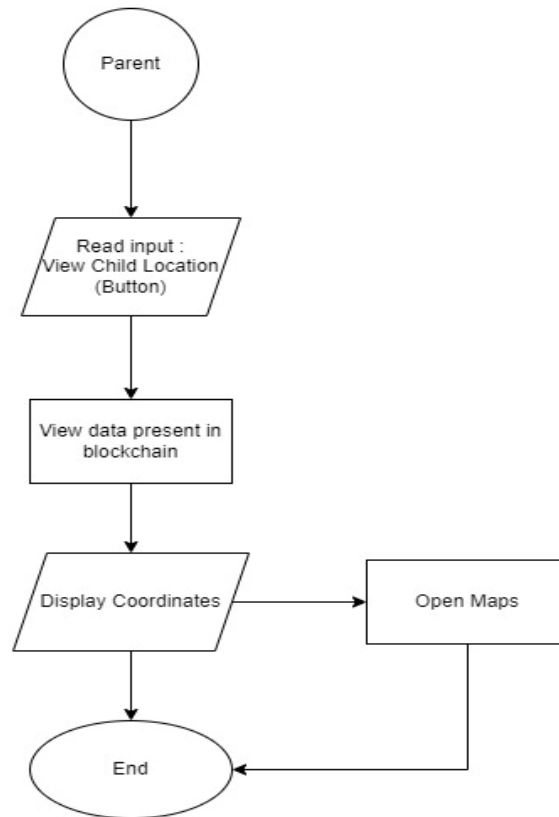 Parent
Read input :
View Child Location
(Button)
View data present in
blockchain
Display Coordinates
Open Maps
End